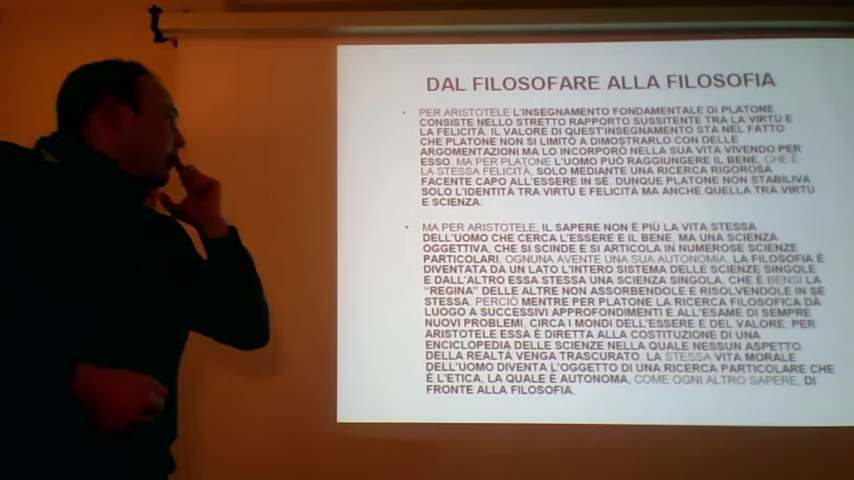 DAL FILOSOFARE ALLA FILOSOFIA
• PER ARISTOTELE L'INSEGNAMENTO FONDAMENTALE DI PLATONE
CONSISTE NELLO STRETTO RAPPORTO SUSSITENTE TRA LA VIRTÙ E
LA FELICITÀ. IL VALORE DI QUEST'INSEGNAMENTO STA NEL FATTO
CHE PLATONE NON SI LIMITÒ A DIMOSTRARLO CON DELLE
ARGOMENTAZIONI MA LO INCORPORÒ NELLA SUA VITA VIVENDO PER
ESSO. MA PER PLATONE L'UOMO PUÒ RAGGIUNGERE IL BENE, CHE È
LA STESSA FELICITÀ, SOLO MEDIANTE UNA RICERCA RIGOROSA
FACENTE CAPO ALL'ESSERE IN SÉ. DUNQUE PLATONE NON STABILIVA
SOLO L'IDENTITÀ TRA VIRTÙ E FELICITÀ MA ANCHE QUELLA TRA VIRTÙ
E SCIENZA.
• MA PER ARISTOTELE, IL SAPERE NON È PIÙ LA VITA STESSA
DELL'UOMO CHE CERCA L'ESSERE E IL BENE, MA UNA SCIENZA
OGGETTIVA, CHE SI SCINDE E SI ARTICOLA IN NUMEROSE SCIENZE
PARTICOLARI, OGNUNA AVENTE UNA SUA AUTONOMIA. LA FILOSOFIA È
DIVENTATA DA UN LATO L'INTERO SISTEMA DELLE SCIENZE SINGOLE
E DALL'ALTRO ESSA STESSA UNA SCIENZA SINGOLA, CHE È BENSÌ LA
"REGINA" DELLE ALTRE NON ASSORBENDOLE E RISOLVENDOLE IN SE
STESSA. PERCIÒ MENTRE PER PLATONE LA RICERCA FILOSOFICA DÀ
LUOGO A SUCCESSIVI APPROFONDIMENTI E ALL'ESAME DI SEMPRE
NUOVI PROBLEMI, CIRCA I MONDI DELL'ESSERE E DEL VALORE, PER
ARISTOTELE ESSA È DIRETTA ALLA COSTITUZIONE DI UNA
ENCICLOPEDIA DELLE SCIENZE NELLA QUALE NESSUN ASPETTO
DELLA REALTÀ VENGA TRASCURATO. LA STESSA VITA MORALE
DELL'UOMO DIVENTA L'OGGETTO DI UNA RICERCA PARTICOLARE CHE
È L'ETICA, LA QUALE È AUTONOMA, COME OGNI ALTRO SAPERE, DI
FRONTE ALLA FILOSOFIA.